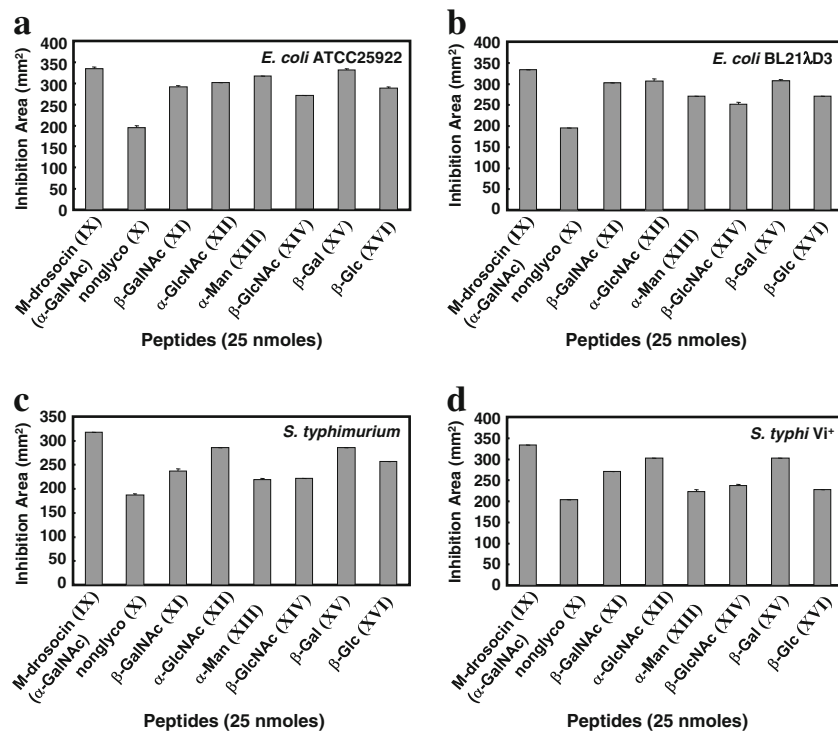 a
E. coli ATCC25922
Inhibition Area (mm²)
400
350
300
250
200
150
100
50
0
M-drosocin (IX)
(α-GalNAc)
nonglyco (X)
β-GalNAc (XI)
α-GlcNAc (XII)
α-Man (XIII)
β-GlcNAc (XIV)
β-Gal (XV)
β-Glc (XVI)
Peptides (25 nmoles)
b
E. coli BL21λD3
Inhibition Area (mm²)
400
350
300
250
200
150
100
50
0
M-drosocin (IX)
(α-GalNAc)
nonglyco (X)
β-GalNAc (XI)
α-GlcNAc (XII)
α-Man (XIII)
β-GlcNAc (XIV)
β-Gal (XV)
β-Glc (XVI)
Peptides (25 nmoles)
c
S. typhimurium
Inhibition Area (mm²)
350
300
250
200
150
100
50
0
M-drosocin (IX)
(α-GalNAc)
nonglyco (X)
β-GalNAc (XI)
α-GlcNAc (XII)
α-Man (XIII)
β-GlcNAc (XIV)
β-Gal (XV)
β-Glc (XVI)
Peptides (25 nmoles)
d
S. typhi Vi⁺
Inhibition Area (mm²)
400
350
300
250
200
150
100
50
0
M-drosocin (IX)
(α-GalNAc)
nonglyco (X)
β-GalNAc (XI)
α-GlcNAc (XII)
α-Man (XIII)
β-GlcNAc (XIV)
β-Gal (XV)
β-Glc (XVI)
Peptides (25 nmoles)